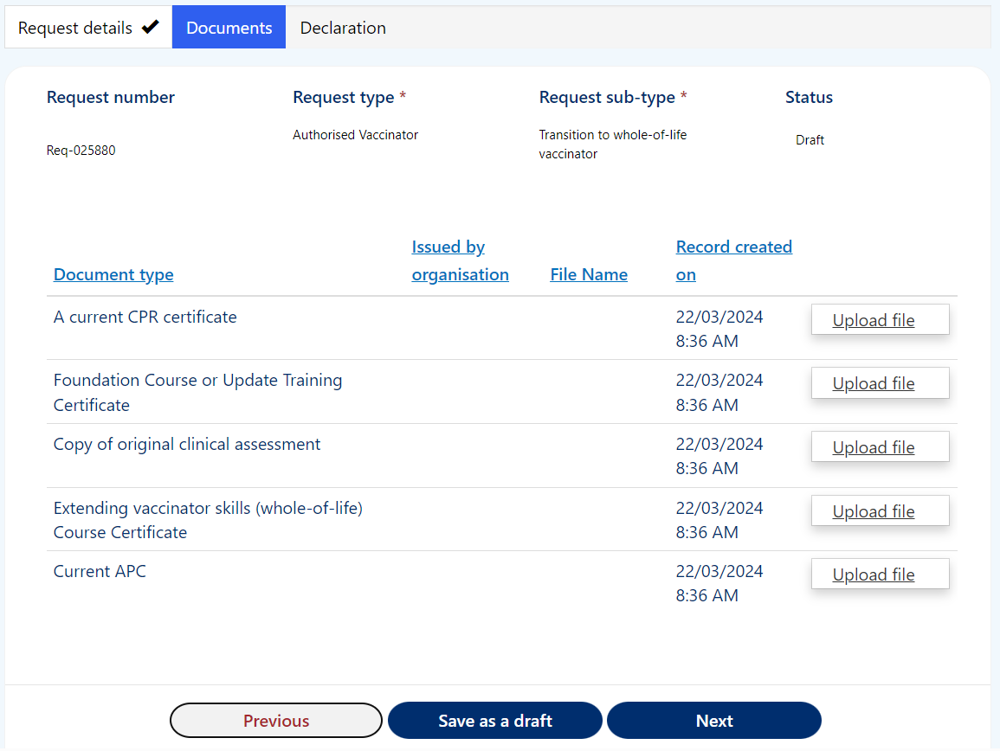 Request details ✔ Documents Declaration
Request number Request type * Request sub-type * Status
Req-025880 Authorised Vaccinator Transition to whole-of-life Draft
vaccinator
Issued by Record created
Document type organisation File Name on
A current CPR certificate 22/03/2024 Upload file
8:36 AM
Foundation Course or Update Training 22/03/2024 Upload file
Certificate 8:36 AM
Copy of original clinical assessment 22/03/2024 Upload file
8:36 AM
Extending vaccinator skills (whole-of-life) 22/03/2024 Upload file
Course Certificate 8:36 AM
Current APC 22/03/2024 Upload file
8:36 AM
Previous Save as a draft Next